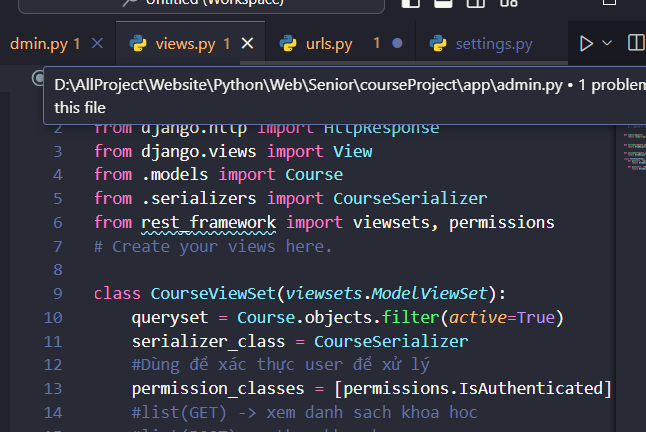 Untitled (Workspace)
dmin.py 1
views.py 1
urls.py 1
settings.py
D:\AllProject\Website\Python\Web\Senior\courseProject\app\admin.py • 1 problem
this file
2 from django.http import HttpResponse
3 from django.views import View
4 from .models import Course
5 from .serializers import CourseSerializer
6 from rest_framework import viewsets, permissions
7 # Create your views here.
8
9 class CourseViewSet(viewsets.ModelViewSet):
10 queryset = Course.objects.filter(active=True)
11 serializer_class = CourseSerializer
12 #Dùng để xác thực user để xử lý
13 permission_classes = [permissions.IsAuthenticated]
14 #list(GET) -> xem danh sach khoa hoc